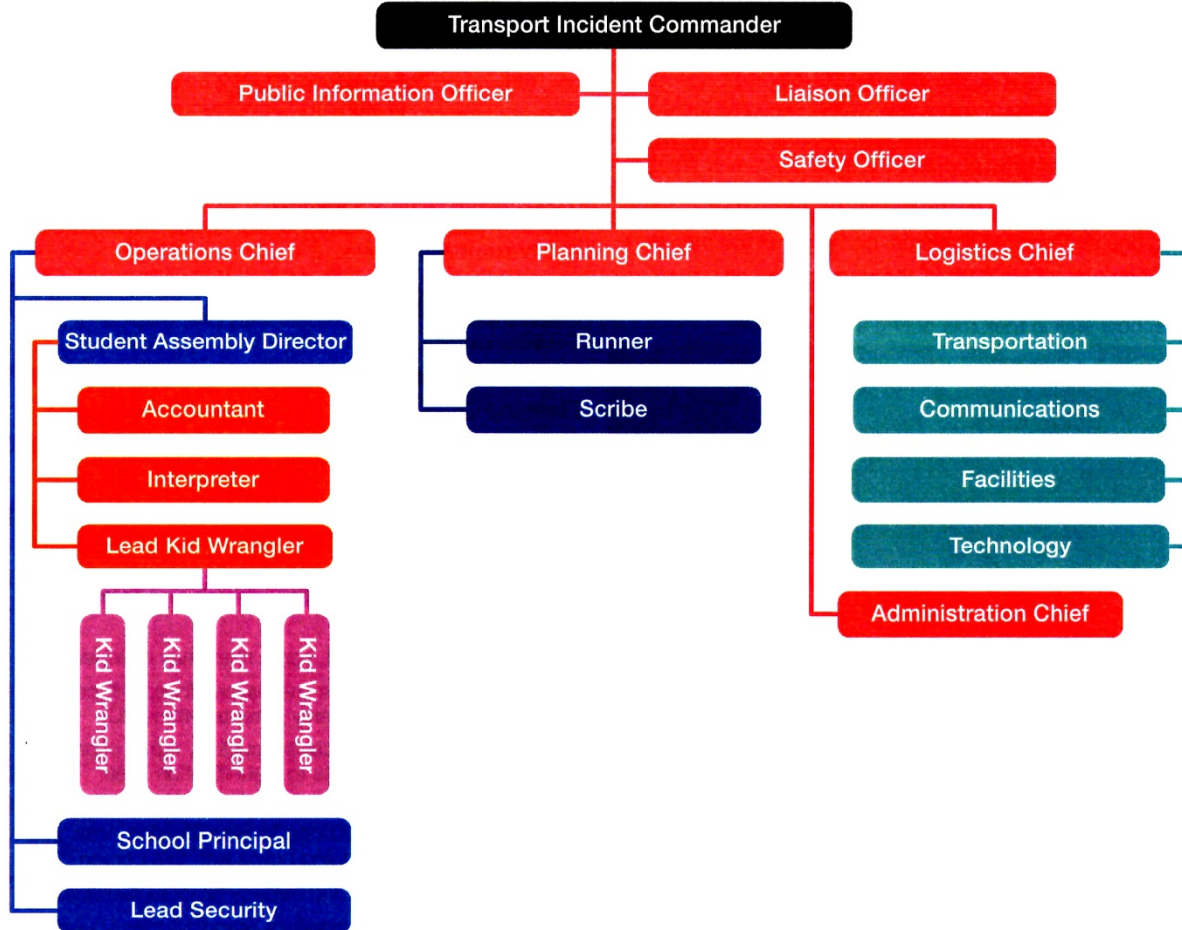 Transport Incident Commander
Public Information Officer
Liaison Officer
Safety Officer
Operations Chief
Planning Chief
Logistics Chief
Student Assembly Director
Runner
Transportation
Accountant
Scribe
Communications
Interpreter
Facilities
Lead Kid Wrangler
Technology
Administration Chief
Kid Wrangler
Kid Wrangler
Kid Wrangler
Kid Wrangler
School Principal
Lead Security